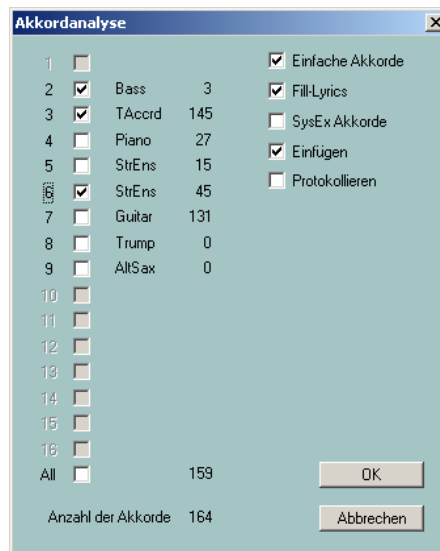 Akkordanalyse
1
2 Bass 3
3 TAccrd 145
4 Piano 27
5 StrEns 15
6 StrEns 45
7 Guitar 131
8 Trump 0
9 AltSax 0
10
11
12
13
14
15
16
All 159
Anzahl der Akkorde 164
Einfache Akkorde
Fill-Lyrics
SysEx Akkorde
Einfügen
Protokollieren
OK
Abbrechen